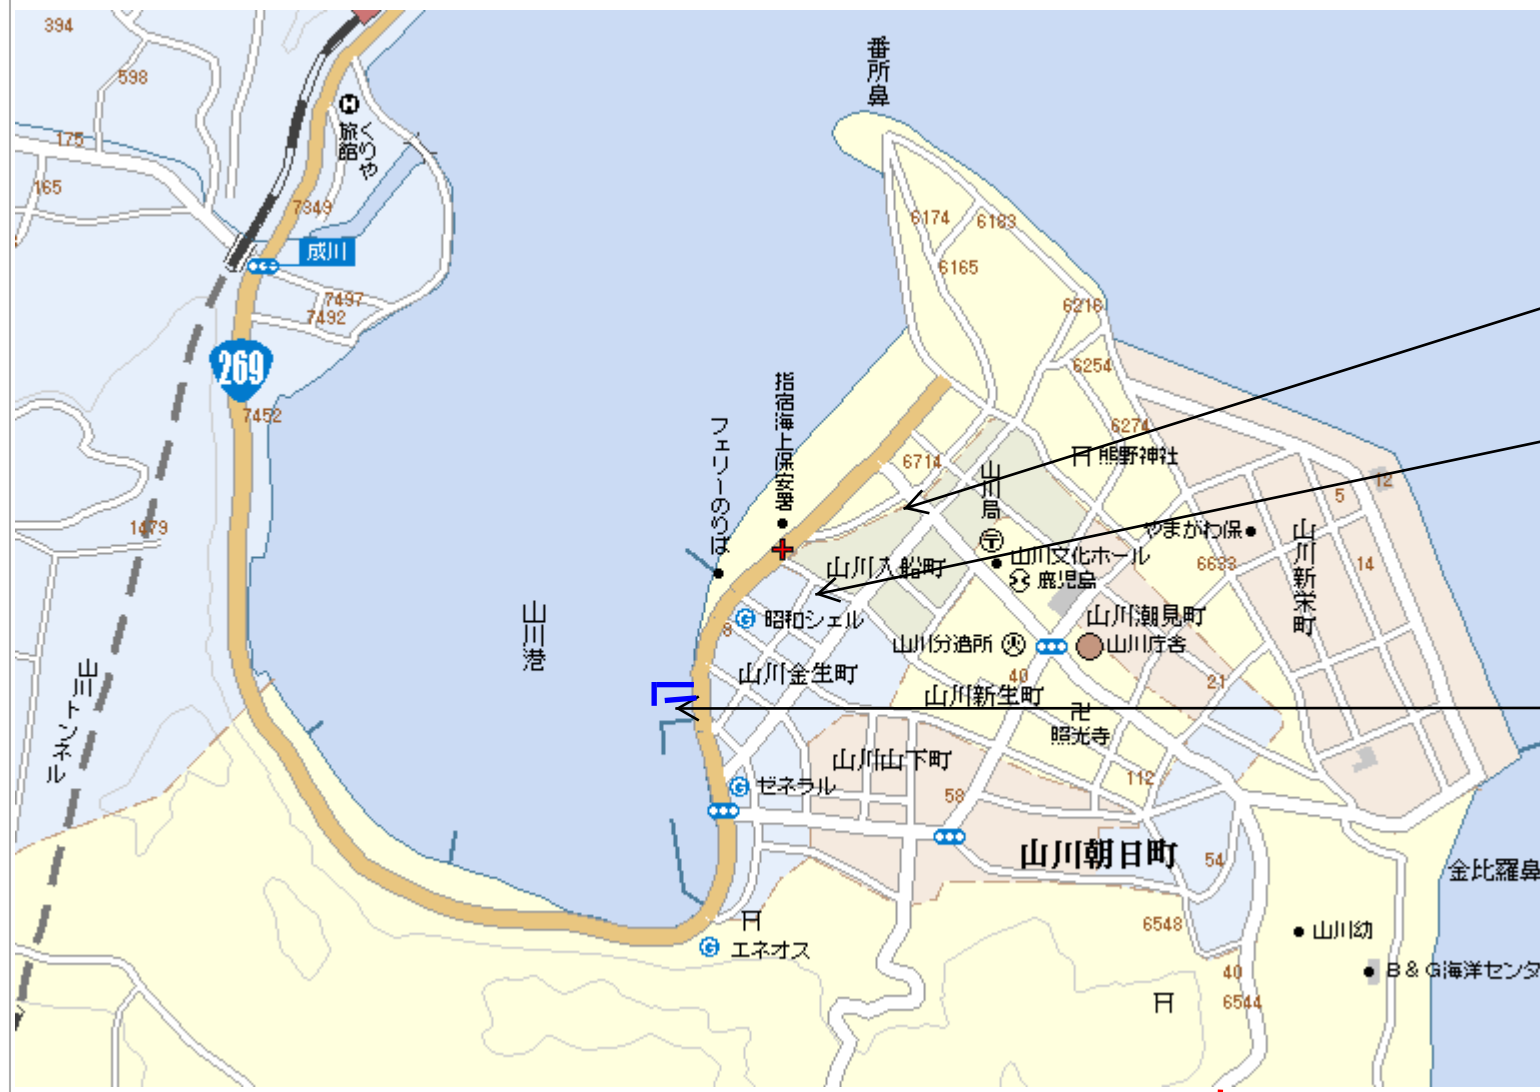 394
番所鼻
598
くりや
旅館
175
165
7349
6174
6183
成川
6165
7497
7492
6216
269
6254
7452
指宿海上保安署
フェリーのりば
6274
熊野神社
6714
山川局
12
5
1479
やまがわ保
山川新栄町
山川文化ホール
山川入船町
鹿児島
6633
14
山川港
昭和シェル
8
山川潮見町
山川分遣所
山川庁舎
山川トンネル
山川金生町
40
21
山川新生町
照光寺
山川山下町
112
ゼネラル
58
山川朝日町
54
金比羅鼻
6548
山川幼
エネオス
40
B&G海洋センタ
6544